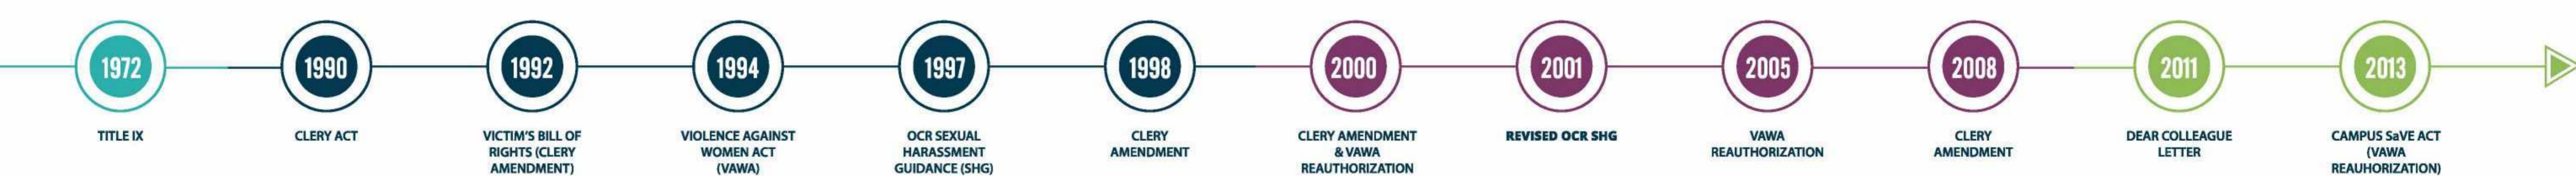 1972
1990
1992
1994
1997
1998
2000
2001
2005
2008
2011
2013
TITLE IX
CLERY ACT
VICTIM'S BILL OF
RIGHTS (CLERY
AMENDMENT)
VIOLENCE AGAINST
WOMEN ACT
(VAWA)
OCR SEXUAL
HARASSMENT
GUIDANCE (SHG)
CLERY
AMENDMENT
CLERY AMENDMENT
& VAWA
REAUTHORIZATION
REVISED OCR SHG
VAWA
REAUTHORIZATION
CLERY
AMENDMENT
DEAR COLLEAGUE
LETTER
CAMPUS SaVE ACT
(VAWA
REAUHORIZATION)